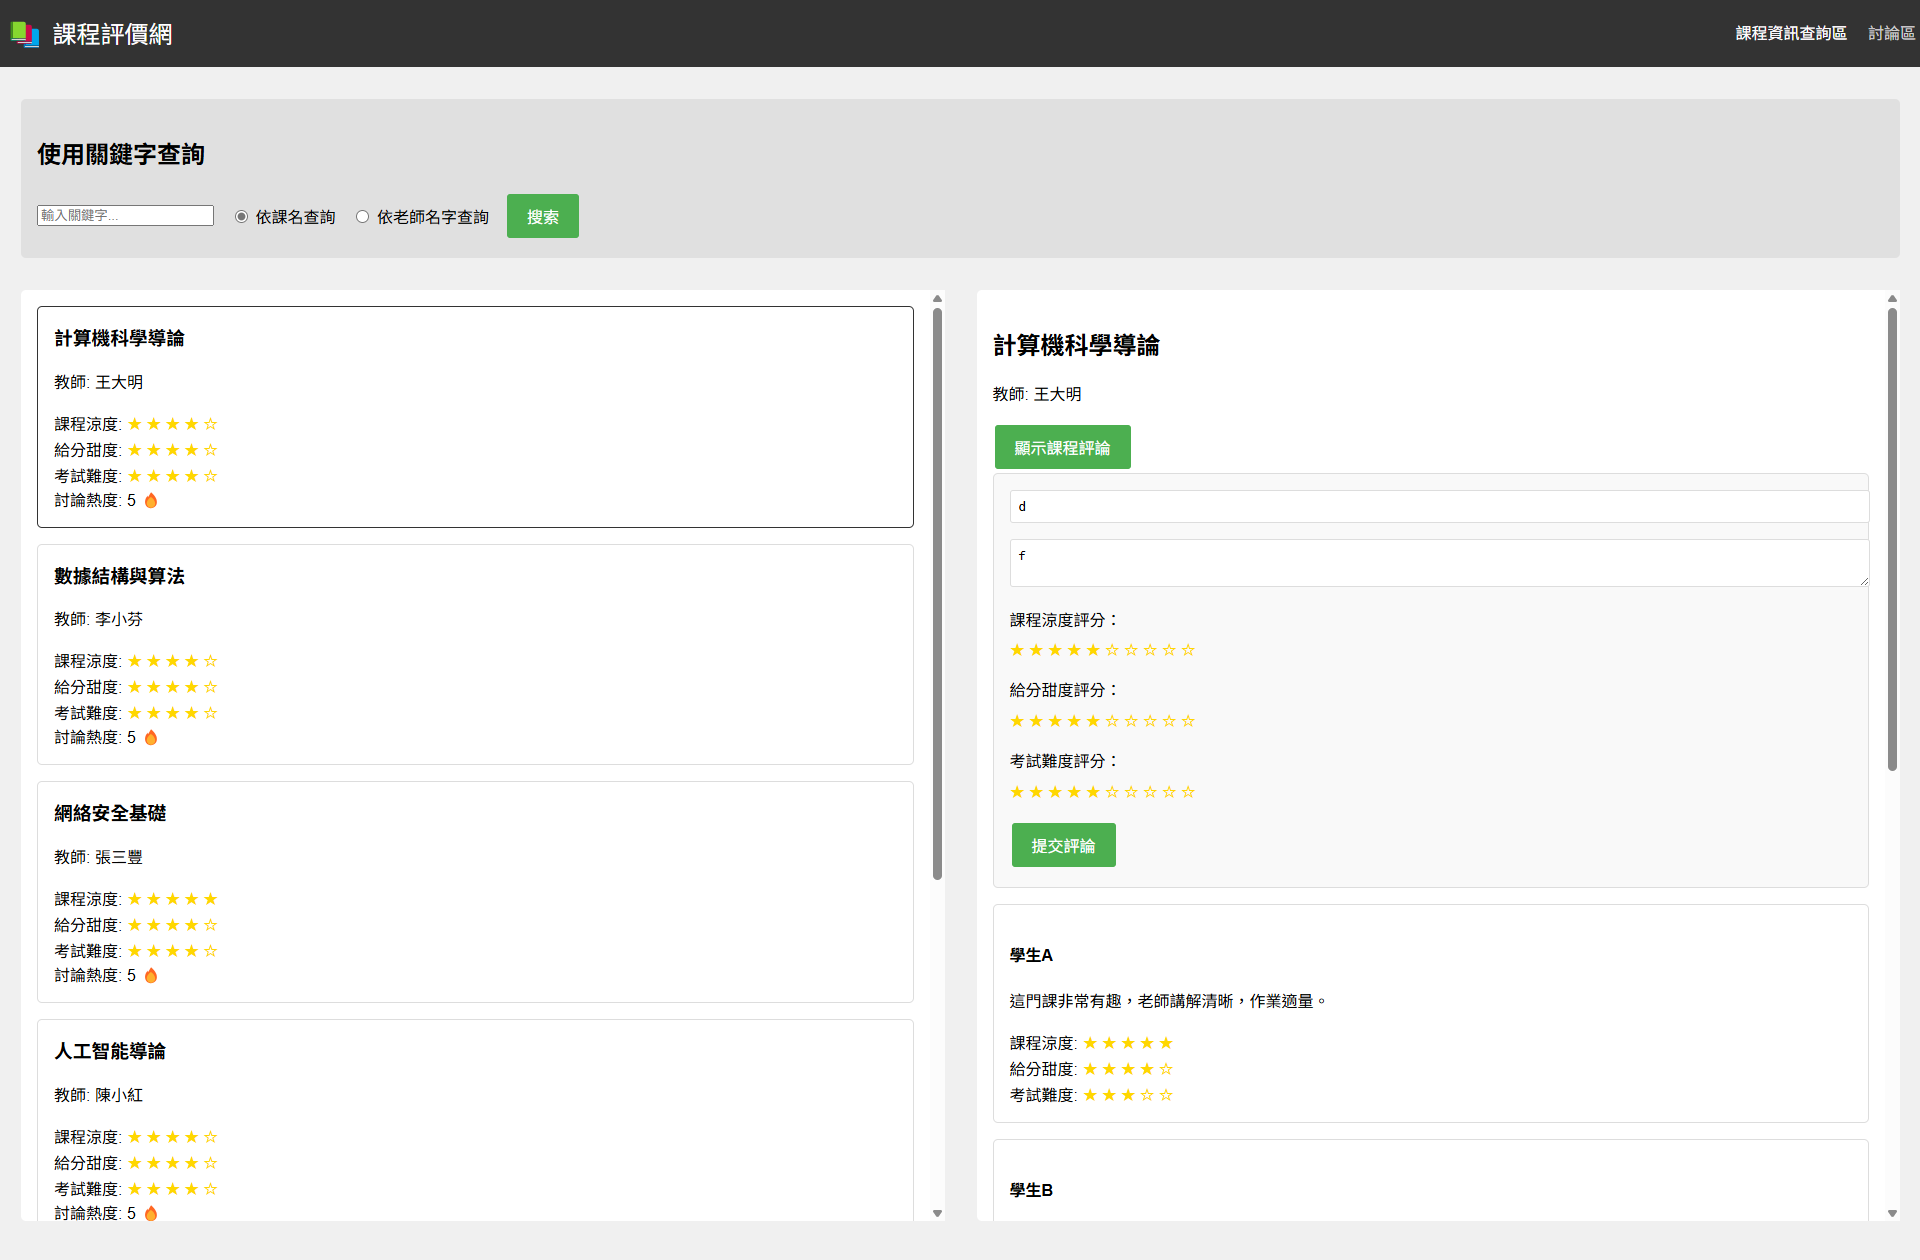 課程評價網
課程資訊查詢區 討論區
使用關鍵字查詢
輸入關鍵字... 依課名查詢 依老師名字查詢 搜索
計算機科學導論
教師: 王大明
課程涼度: ★★★★☆
給分甜度: ★★★★☆
考試難度: ★★★★☆
討論熱度: 5 🔥
數據結構與算法
教師: 李小芬
課程涼度: ★★★★☆
給分甜度: ★★★★☆
考試難度: ★★★★☆
討論熱度: 5 🔥
網絡安全基礎
教師: 張三豐
課程涼度: ★★★★★
給分甜度: ★★★★☆
考試難度: ★★★★☆
討論熱度: 5 🔥
人工智能導論
教師: 陳小紅
課程涼度: ★★★★☆
給分甜度: ★★★★☆
考試難度: ★★★★☆
討論熱度: 5 🔥
計算機科學導論
教師: 王大明
顯示課程評論
d
f
課程涼度評分：
★★★★★☆☆☆☆☆
給分甜度評分：
★★★★★☆☆☆☆☆
考試難度評分：
★★★★★☆☆☆☆☆
提交評論
學生A
這門課非常有趣，老師講解清晰，作業適量。
課程涼度: ★★★★★
給分甜度: ★★★★☆
考試難度: ★★★☆☆
學生B